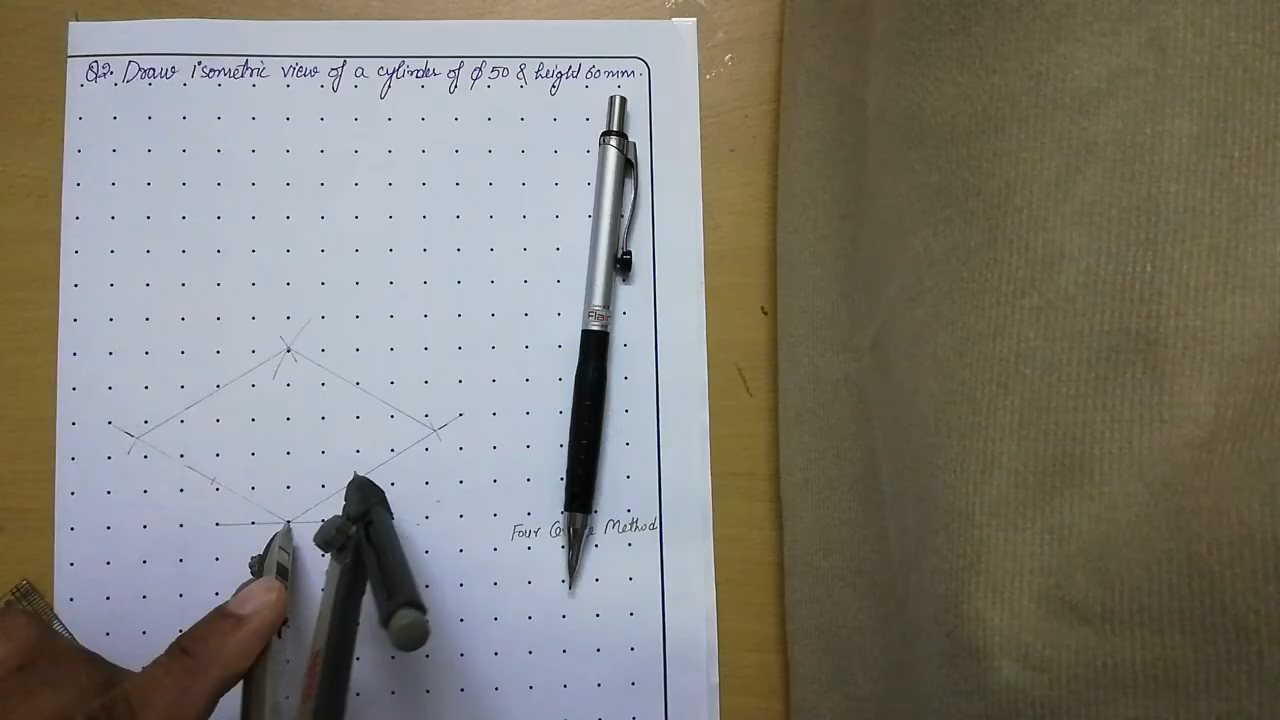 Q2. Draw isometric view of a cylinder of ϕ 50 & height 60mm.
Flair
Four Method